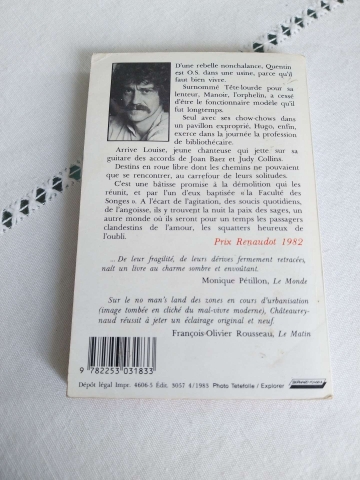 D'une rebelle nonchalance, Quentin
est O.S. dans une usine, parce qu'il
faut bien vivre.
Surnommé Tête-lourde pour sa
lenteur, Manoir, l'orphelin, a cessé
d'être le fonctionnaire modèle qu'il
fut longtemps.
Seul avec ses chow-chows dans
un pavillon exproprié, Hugo, enfin,
exerce dans la journée la profession
de bibliothécaire.
Arrive Louise, jeune chanteuse qui jette sur sa
guitare des accords de Joan Baez et Judy Collins.
Destins en roue libre dont les chemins ne pouvaient
que se rencontrer, au carrefour de leurs solitudes.
C'est une bâtisse promise à la démolition qui les
réunit, et par l'un d'eux baptisée « la Faculté des
Songes ». A l'écart de l'agitation, des soucis quotidiens,
de l'angoisse, ils y trouvent la nuit la paix des sages, un
autre monde où ils seront pour un temps les passagers
clandestins de l'amour, les squatters heureux de
l'oubli.
Prix Renaudot 1982
... De leur fragilité, de leurs dérives fermement retracées,
naît un livre au charme sombre et envoûtant.
Monique Pétillon, Le Monde
Sur le no man's land des zones en cours d'urbanisation
(image tombée en cliché du mal-vivre moderne), Châteaurey-
naud réussit à jeter un éclairage original et neuf.
François-Olivier Rousseau, Le Matin
9 782253 031833
Dépôt légal Impr. 4606-5 Édit. 3057 4/1983 Photo Tetefolle / Explorer